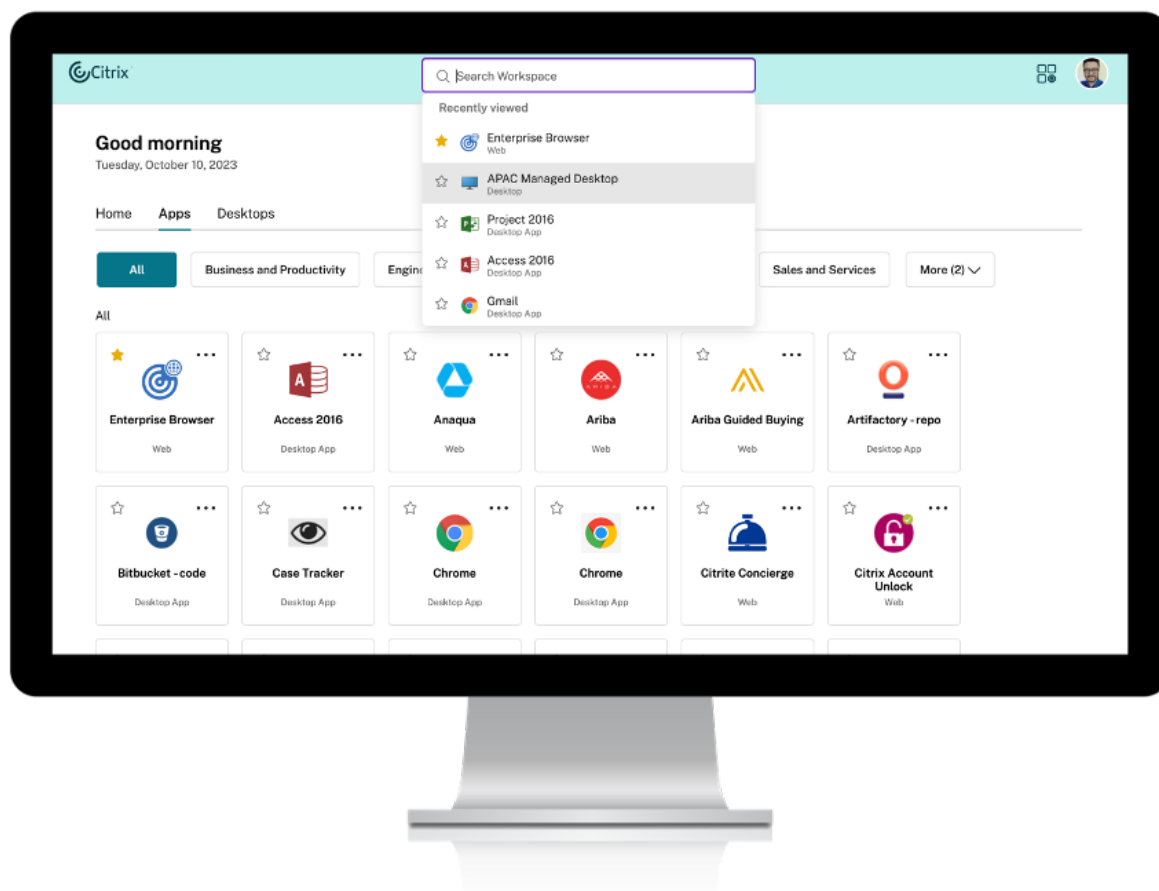 Citrix
Search Workspace
Recently viewed
Enterprise Browser
Web
APAC Managed Desktop
Desktop
Project 2016
Desktop App
Access 2016
Desktop App
Gmail
Desktop App
Good morning
Tuesday, October 10, 2023
Home Apps Desktops
All Business and Productivity Sales and Services More (2)
All
Enterprise Browser Access 2016 Anaqua Ariba Ariba Guided Buying Artifactory - repo
Web Desktop App Web Web Web Desktop App
Bitbucket - code Case Tracker Chrome Chrome Citrite Concierge Citrix Account
Unlock
Desktop App Desktop App Desktop App Desktop App Web Web